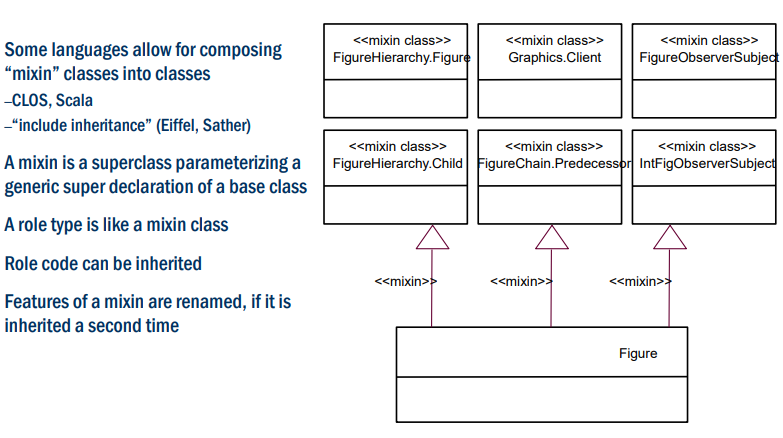 Some languages allow for composing
“mixin” classes into classes
–CLOS, Scala
–“include inheritance” (Eiffel, Sather)
A mixin is a superclass parameterizing a
generic super declaration of a base class
A role type is like a mixin class
Role code can be inherited
Features of a mixin are renamed, if it is
inherited a second time
<<mixin class>>
FigureHierarchy.Figure
<<mixin class>>
Graphics.Client
<<mixin class>>
FigureObserverSubject
<<mixin class>>
FigureHierarchy.Child
<<mixin class>>
FigureChain.Predecessor
<<mixin class>>
IntFigObserverSubject
<<mixin>>
<<mixin>>
<<mixin>>
Figure